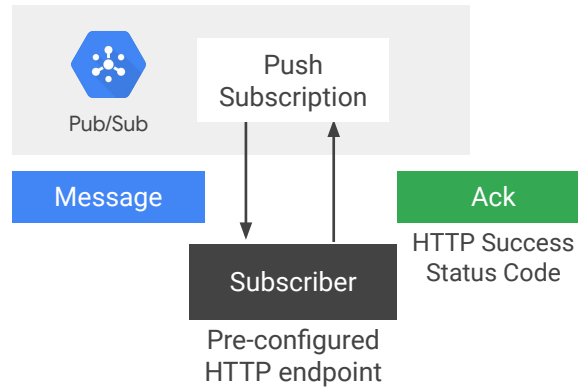 Push
Subscription
Pub/Sub
Message
Ack
HTTP Success
Status Code
Subscriber
Pre-configured
HTTP endpoint